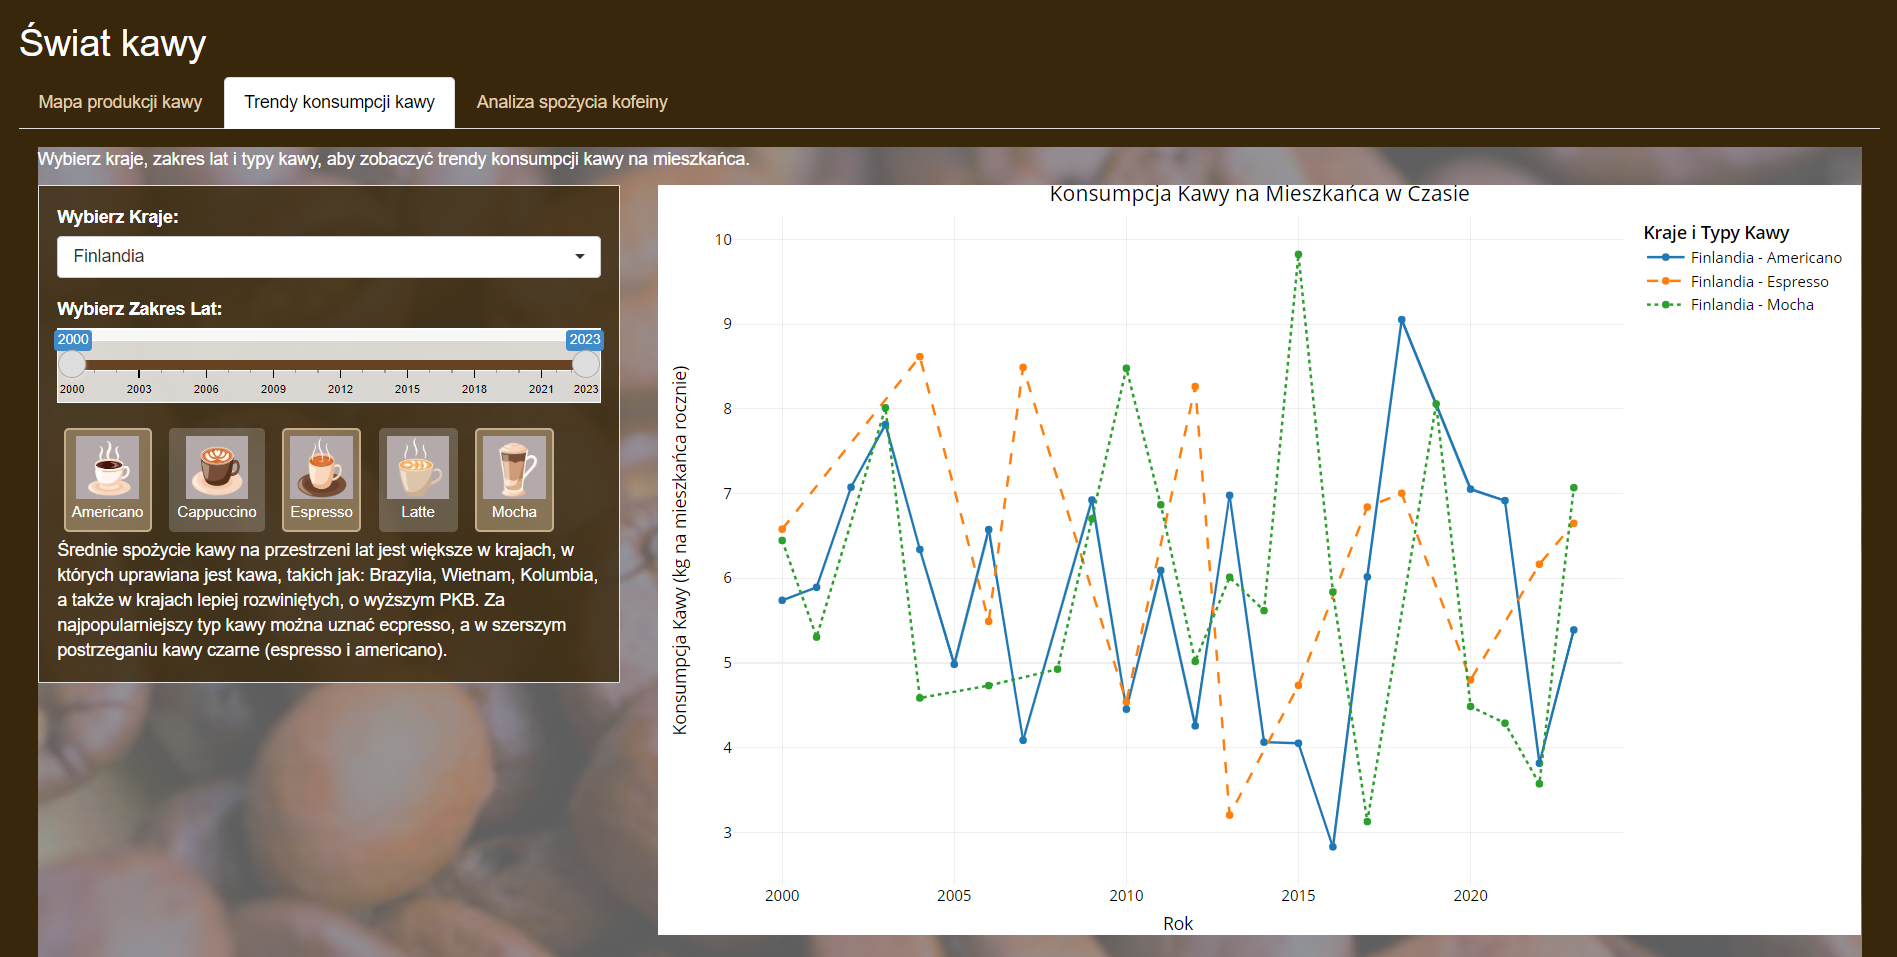 Świat kawy
Mapa produkcji kawy
Trendy konsumpcji kawy
Analiza spożycia kofeiny
Wybierz kraje, zakres lat i typy kawy, aby zobaczyć trendy konsumpcji kawy na mieszkańca.
Wybierz Kraje:
Finlandia
Wybierz Zakres Lat:
2000
2023
2000 2003 2006 2009 2012 2015 2018 2021 2023
Americano
Cappuccino
Espresso
Latte
Mocha
Średnie spożycie kawy na przestrzeni lat jest większe w krajach, w
których uprawiana jest kawa, takich jak: Brazylia, Wietnam, Kolumbia,
a także w krajach lepiej rozwiniętych, o wyższym PKB. Za
najpopularniejszy typ kawy można uznać ecpresso, a w szerszym
postrzeganiu kawy czarne (espresso i americano).
Konsumpcja Kawy na Mieszkańca w Czasie
Konsumpcja Kawy (kg na mieszkańca rocznie)
10
9
8
7
6
5
4
3
2000 2005 2010 2015 2020
Rok
Kraje i Typy Kawy
Finlandia - Americano
Finlandia - Espresso
Finlandia - Mocha